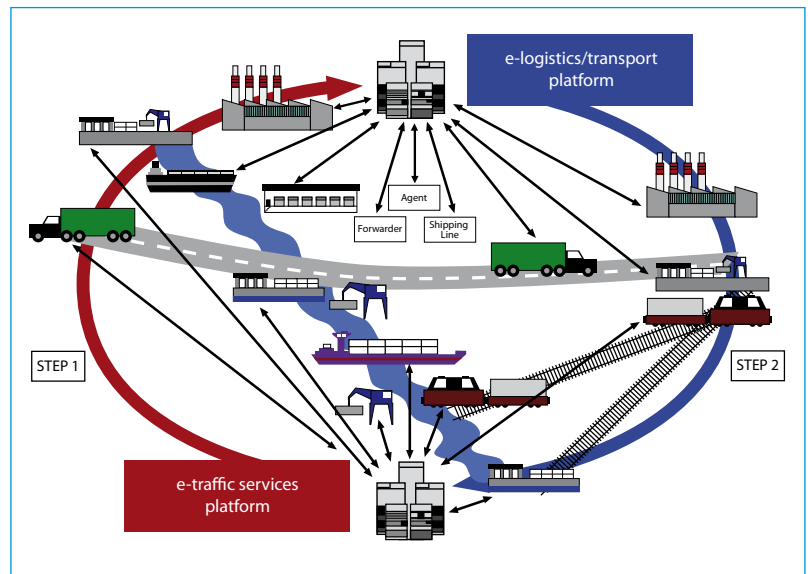 e-logistics/transport
platform
Agent
Forwarder
Shipping
Line
STEP 1
STEP 2
e-traffic services
platform